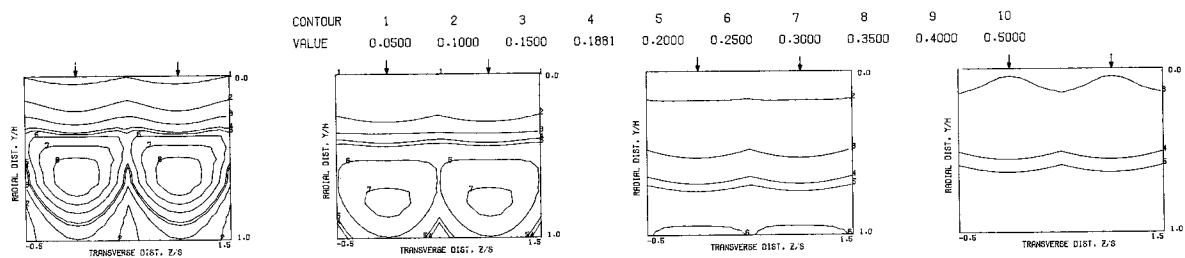 CONTOUR 1 2 3 4 5 6 7 8 9 10
VALUE 0.0500 0.1000 0.1500 0.1881 0.2000 0.2500 0.3000 0.3500 0.4000 0.5000
0.0 0.0 0.0 0.0
RADIAL DIST. Y/H RADIAL DIST. Y/H RADIAL DIST. Y/H RADIAL DIST. Y/H
1.0 1.0 1.0 1.0
-0.5 1.5 -0.5 1.5 -0.5 1.5 -0.5 1.5
TRANSVERSE DIST. Z/S TRANSVERSE DIST. Z/S TRANSVERSE DIST. Z/S TRANSVERSE DIST. Z/S